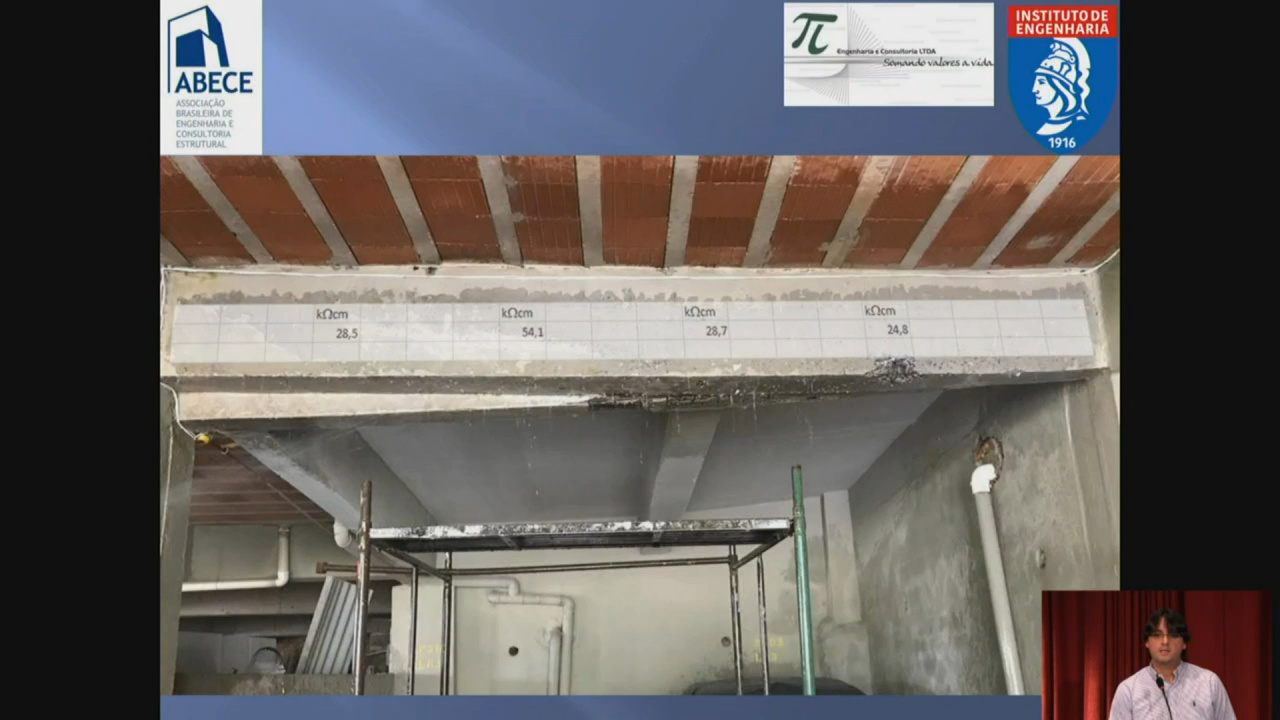 ABECE
ASSOCIAÇÃO
BRASILEIRA DE
ENGENHARIA E
CONSULTORIA
ESTRUTURAL
Engenharia e Consultoria LTDA
Somando valores a vida.
INSTITUTO DE
ENGENHARIA
1916
kΩcm kΩcm kΩcm kΩcm
28,5 54,1 28,7 24,8